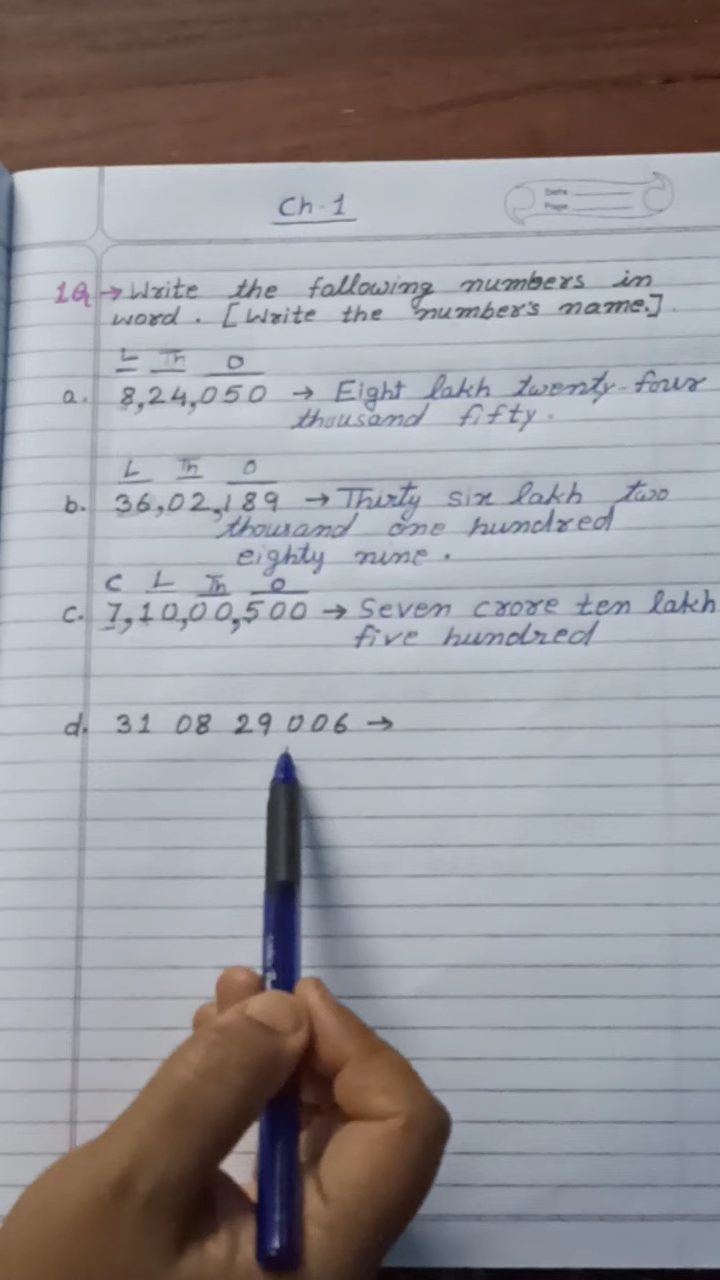 Ch-1
Date
Page
1Q → Write the following numbers in
word. [Write the number's name.]
L Th O
a. 8,24,050 → Eight lakh twenty-four
thousand fifty.
L Th O
b. 36,02,189 → Thirty six lakh two
thousand one hundred
eighty nine.
C L Th O
c. 7,10,00,500 → Seven crore ten lakh
five hundred
d. 31 08 29 006 →